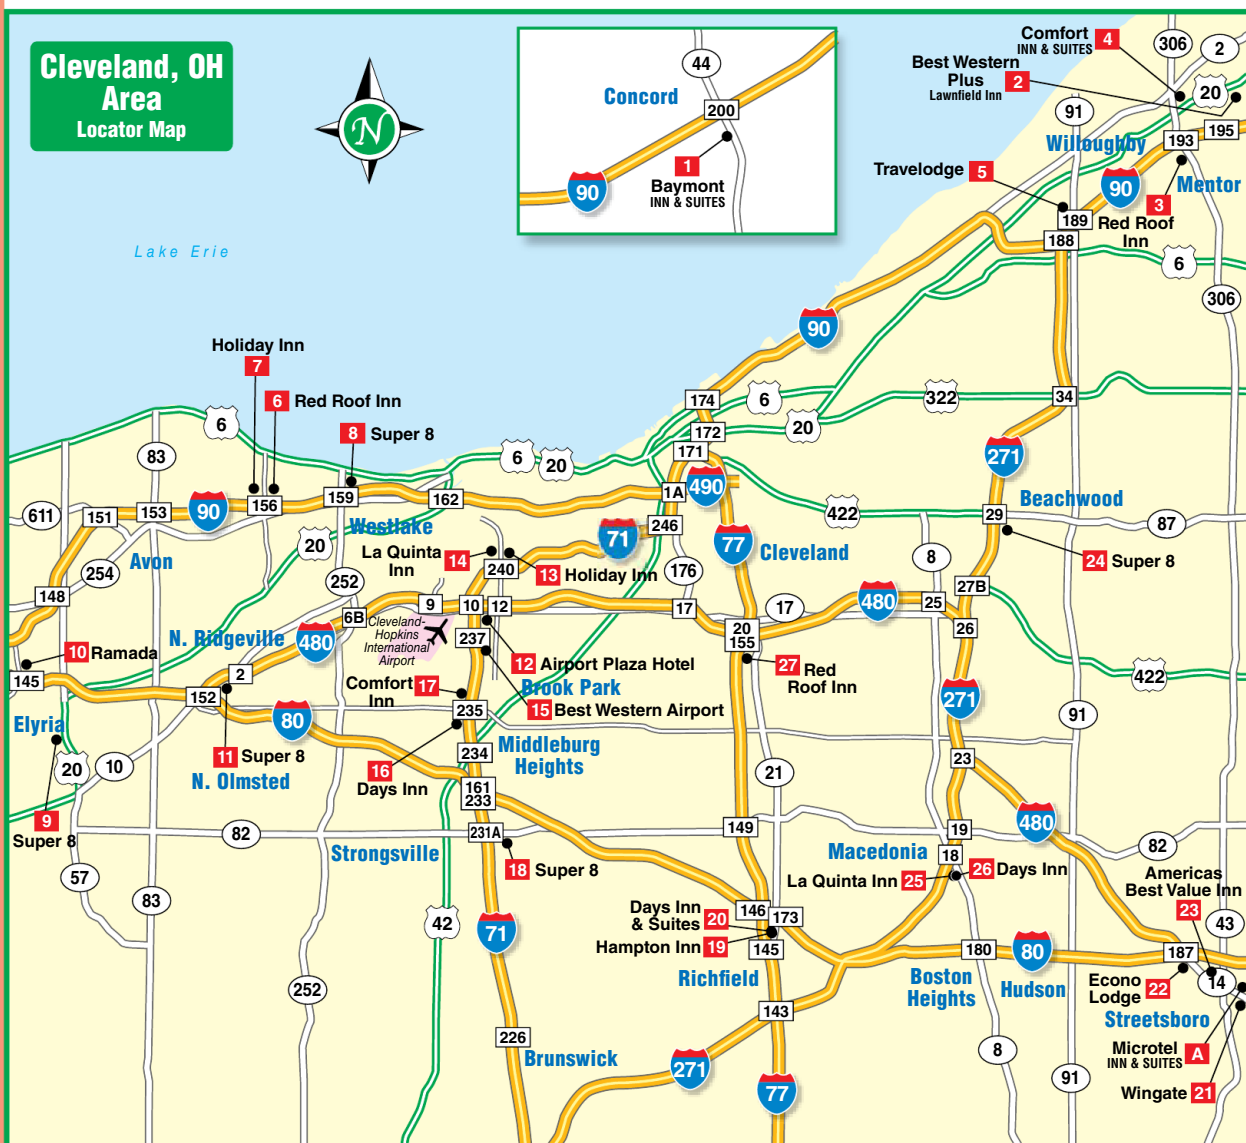 Cleveland, OH
Area
Locator Map
N
Lake Erie
44
Concord
200
1
Baymont
INN & SUITES
90
Comfort
INN & SUITES
4
306
2
Best Western
Plus
Lawnfield Inn
2
20
91
195
193
Willoughby
Travelodge
5
90
Mentor
3
Red Roof
Inn
189
188
6
306
90
Holiday Inn
7
6
Red Roof Inn
6
8
Super 8
174
6
322
34
172
20
171
83
6
20
271
490
1A
Beachwood
611
151
153
90
156
159
162
246
422
29
87
20
Westlake
71
77
Cleveland
24
Super 8
Avon
La Quinta
Inn
14
240
13
Holiday Inn
176
8
254
252
27B
148
6B
9
10
12
17
17
480
25
Cleveland-
Hopkins
International
Airport
N. Ridgeville
480
237
20
155
26
10
Ramada
145
2
12
Airport Plaza Hotel
27
Red
Roof Inn
422
152
Comfort
Inn
17
Brook Park
15
Best Western Airport
271
Elyria
80
235
91
11
Super 8
234
Middleburg
Heights
23
20
10
N. Olmsted
16
Days Inn
21
161
233
9
Super 8
82
231A
149
19
480
82
Strongsville
18
Super 8
Macedonia
18
57
La Quinta Inn
25
26
Days Inn
Americas
Best Value Inn
23
83
42
71
Days Inn
& Suites
20
146
173
43
Hampton Inn
19
145
180
80
187
Richfield
Boston
Heights
Hudson
Econo
Lodge
22
14
252
143
Streetsboro
226
Brunswick
8
Microtel
INN & SUITES
A
271
77
91
Wingate
21